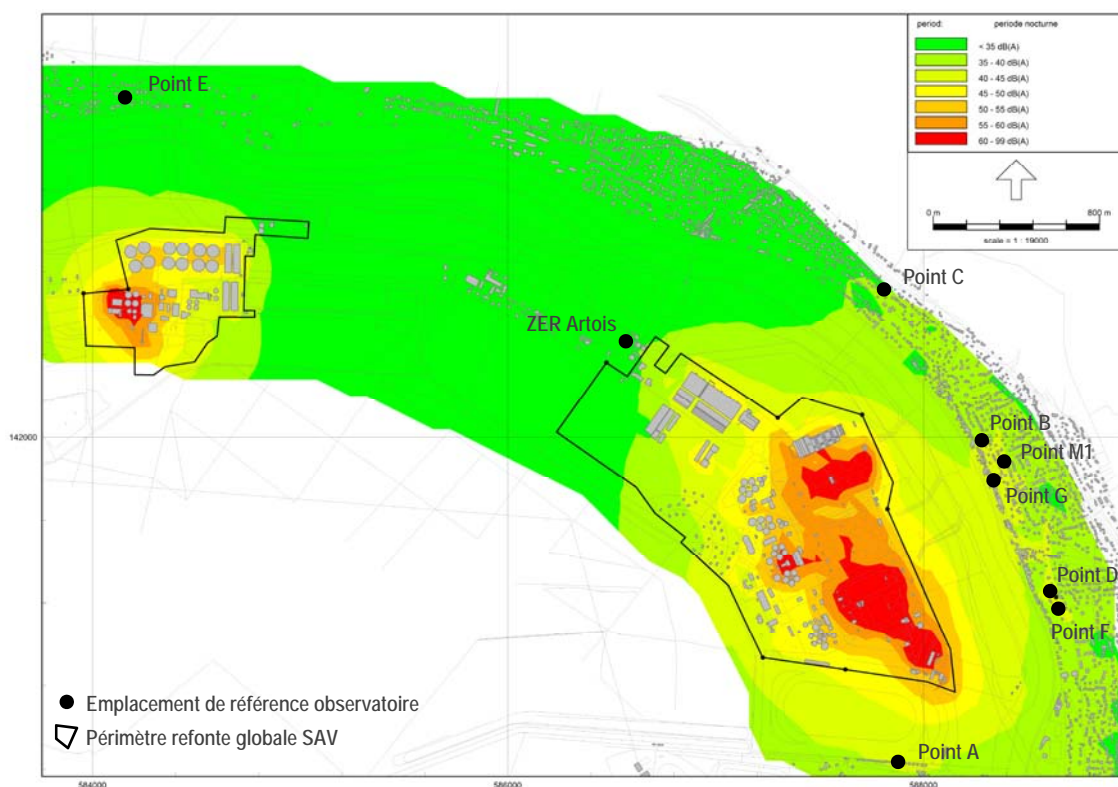 period: periode nocturne
< 35 dB(A)
35 - 40 dB(A)
40 - 45 dB(A)
45 - 50 dB(A)
50 - 55 dB(A)
55 - 60 dB(A)
60 - 99 dB(A)
0 m 800 m
scale = 1 : 19000
Point E
Point C
ZER Artois
142000
Point B
Point M1
Point G
Point D
Point F
Emplacement de référence observatoire
Périmètre refonte globale SAV
Point A
584000 586000 588000